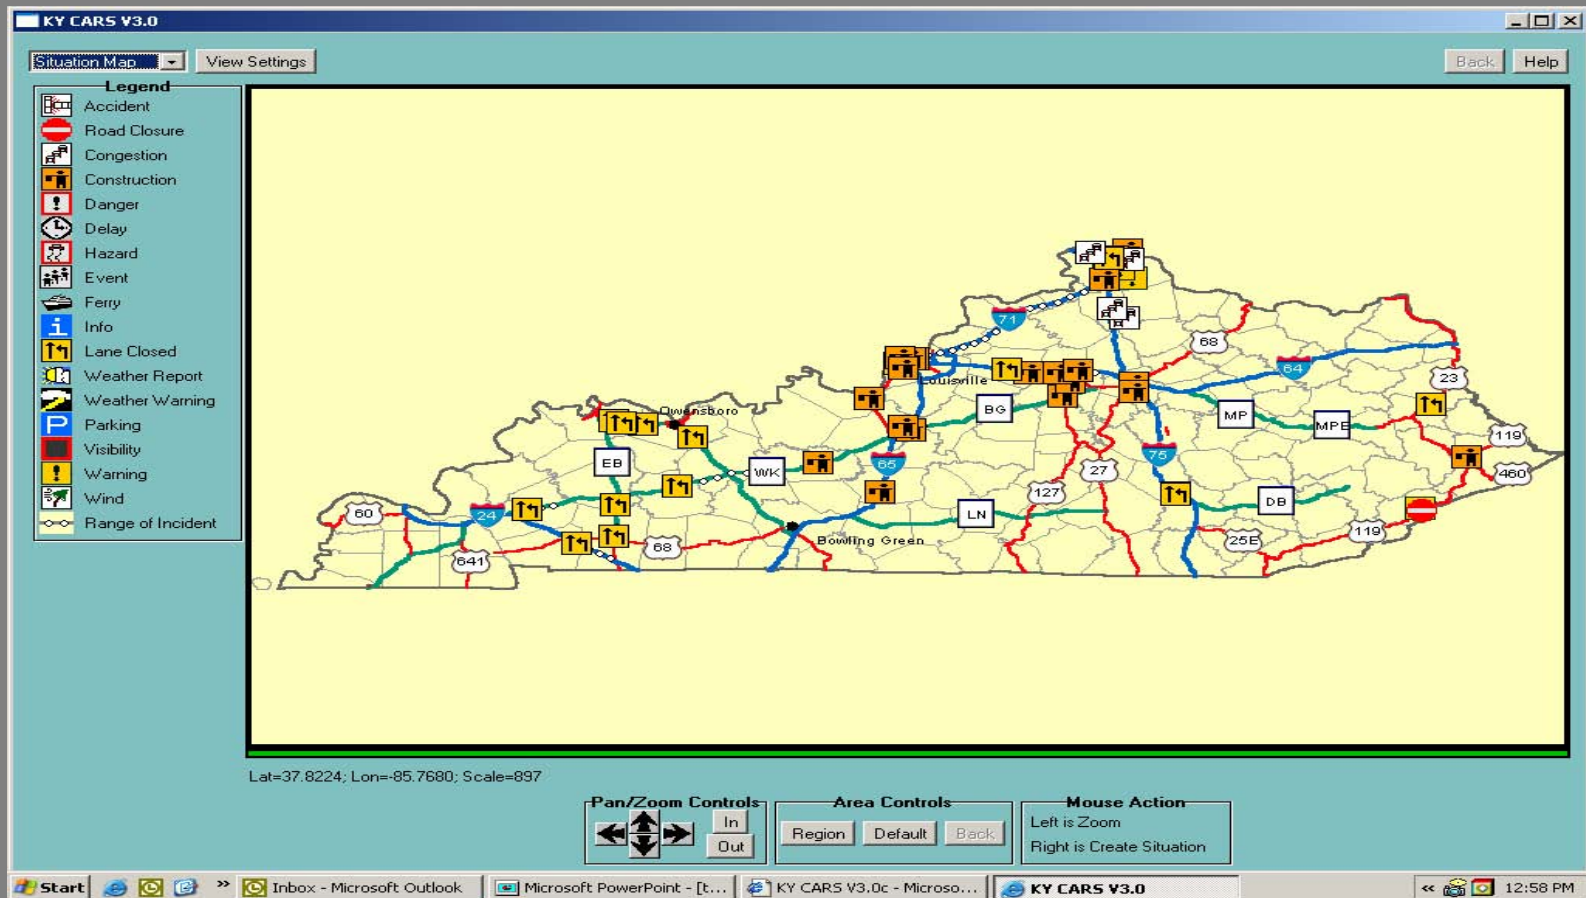 KY CARS V3.0
Situation Map
View Settings
Back
Help
Legend
Accident
Road Closure
Congestion
Construction
Danger
Delay
Hazard
Event
Ferry
i Info
Lane Closed
Weather Report
Weather Warning
P Parking
Visibility
Warning
Wind
Range of Incident
71
68
64
23
Louisville
Owensboro
BG
MP
MPE
119
EB
WK
65
75
27
460
127
60
24
LN
DB
68
Bowling Green
25E
119
641
Lat=37.8224; Lon=-85.7680; Scale=897
Pan/Zoom Controls
In
Out
Area Controls
Region
Default
Back
Mouse Action
Left is Zoom
Right is Create Situation
Start
»
Inbox - Microsoft Outlook
Microsoft PowerPoint - [t...
KY CARS V3.0c - Microso...
KY CARS V3.0
«
12:58 PM